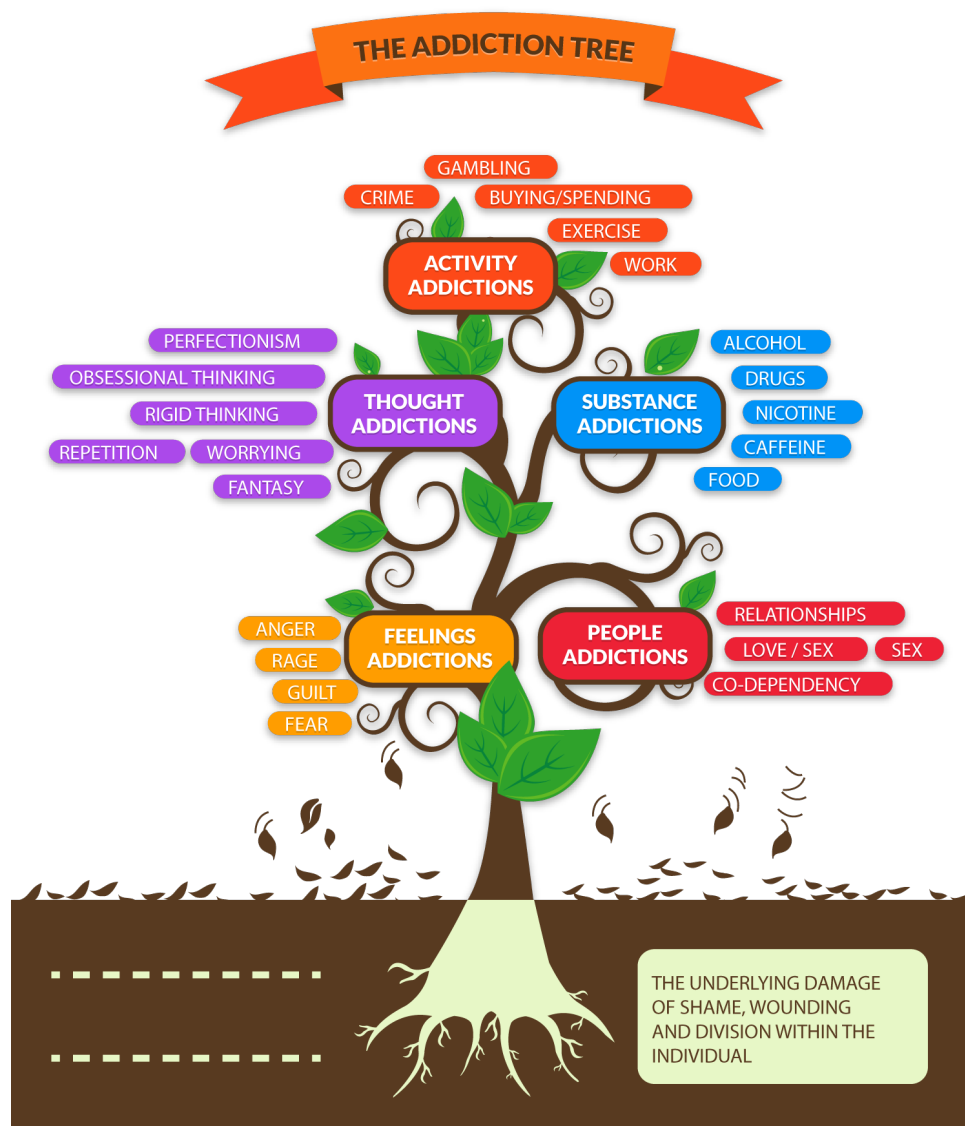 THE ADDICTION TREE
GAMBLING
CRIME
BUYING/SPENDING
EXERCISE
WORK
ACTIVITY
ADDICTIONS
PERFECTIONISM
OBSESSIONAL THINKING
RIGID THINKING
REPETITION
WORRYING
FANTASY
THOUGHT
ADDICTIONS
SUBSTANCE
ADDICTIONS
ALCOHOL
DRUGS
NICOTINE
CAFFEINE
FOOD
ANGER
RAGE
GUILT
FEAR
FEELINGS
ADDICTIONS
PEOPLE
ADDICTIONS
RELATIONSHIPS
LOVE / SEX
SEX
CO-DEPENDENCY
THE UNDERLYING DAMAGE
OF SHAME, WOUNDING
AND DIVISION WITHIN THE
INDIVIDUAL